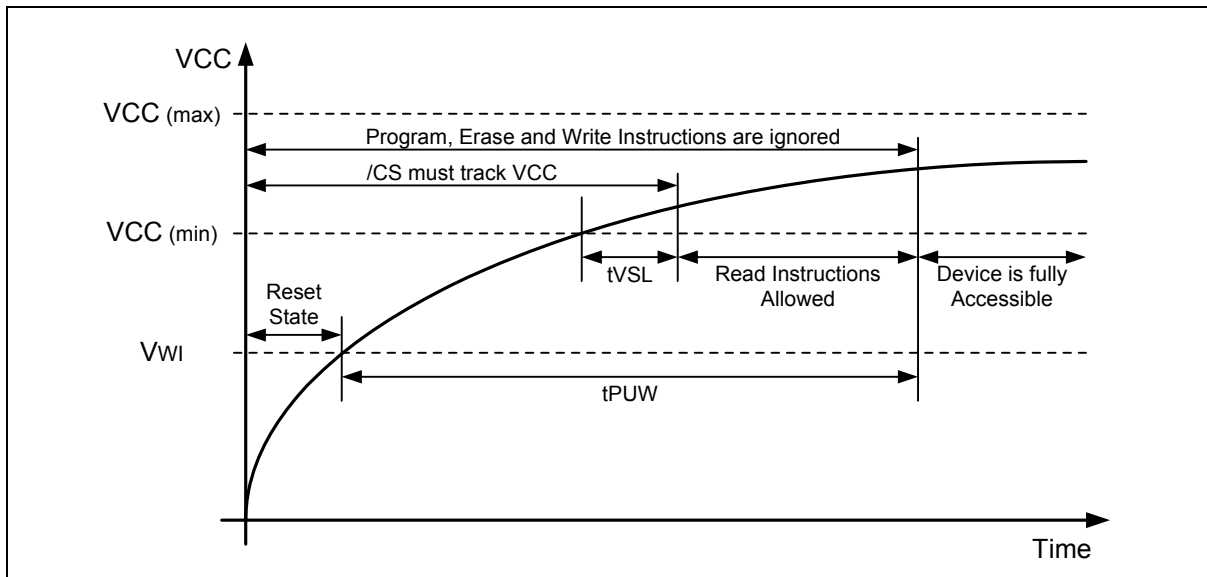 VCC
VCC (max)
Program, Erase and Write Instructions are ignored
/CS must track VCC
VCC (min)
tVSL
Read Instructions
Allowed
Device is fully
Accessible
Reset
State
VWI
tPUW
Time